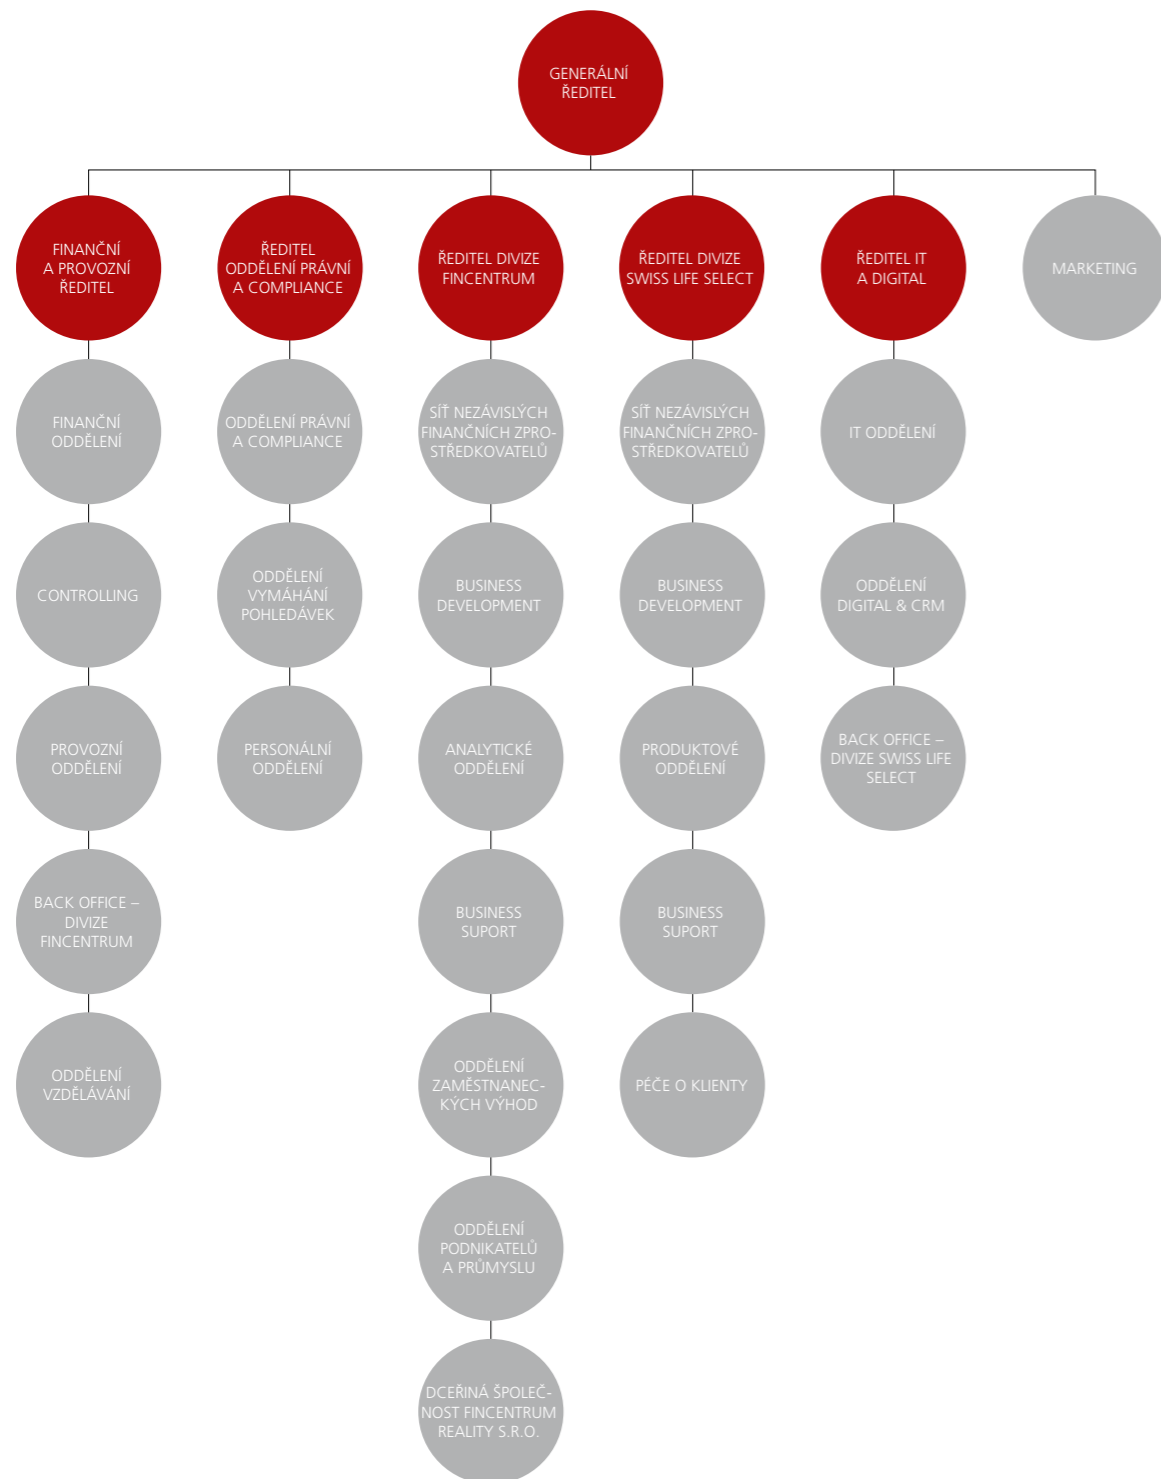 GENERÁLNÍ
ŘEDITEL
FINANČNÍ
A PROVOZNÍ
ŘEDITEL
ŘEDITEL
ODDĚLENÍ PRÁVNÍ
A COMPLIANCE
ŘEDITEL DIVIZE
FINCENTRUM
ŘEDITEL DIVIZE
SWISS LIFE SELECT
ŘEDITEL IT
A DIGITAL
MARKETING
FINANČNÍ
ODDĚLENÍ
ODDĚLENÍ PRÁVNÍ
A COMPLIANCE
SÍŤ NEZÁVISLÝCH
FINANČNÍCH ZPRO-
STŘEDKOVATELŮ
SÍŤ NEZÁVISLÝCH
FINANČNÍCH ZPRO-
STŘEDKOVATELŮ
IT ODDĚLENÍ
CONTROLLING
ODDĚLENÍ
VYMÁHÁNÍ
POHLEDÁVEK
BUSINESS
DEVELOPMENT
BUSINESS
DEVELOPMENT
ODDĚLENÍ
DIGITAL & CRM
PROVOZNÍ
ODDĚLENÍ
PERSONÁLNÍ
ODDĚLENÍ
ANALYTICKÉ
ODDĚLENÍ
PRODUKTOVÉ
ODDĚLENÍ
BACK OFFICE –
DIVIZE SWISS LIFE
SELECT
BACK OFFICE –
DIVIZE
FINCENTRUM
BUSINESS
SUPORT
BUSINESS
SUPORT
ODDĚLENÍ
VZDĚLÁVÁNÍ
ODDĚLENÍ
ZAMĚSTNANEC-
KÝCH VÝHOD
PÉČE O KLIENTY
ODDĚLENÍ
PODNIKATELŮ
A PRŮMYSLU
DCEŘINÁ ŠPOLEČ-
NOST FINCENTRUM
REALITY S.R.O.